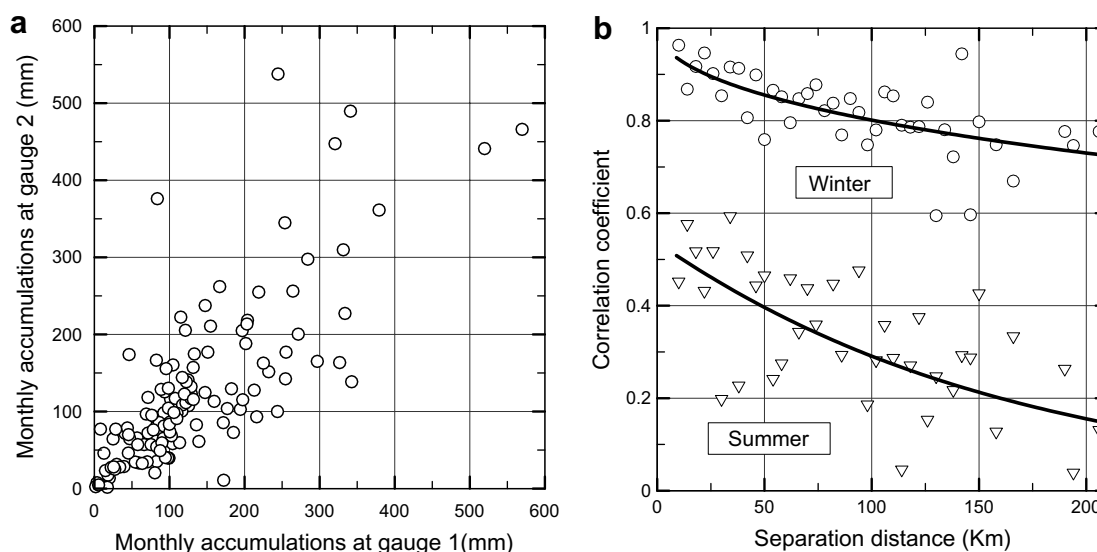 a
Monthly accumulations at gauge 2 (mm)
600
500
400
300
200
100
0
0 100 200 300 400 500 600
Monthly accumulations at gauge 1(mm)
b
Correlation coefficient
1
0.8
0.6
0.4
0.2
0
Winter
Summer
0 50 100 150 200
Separation distance (Km)